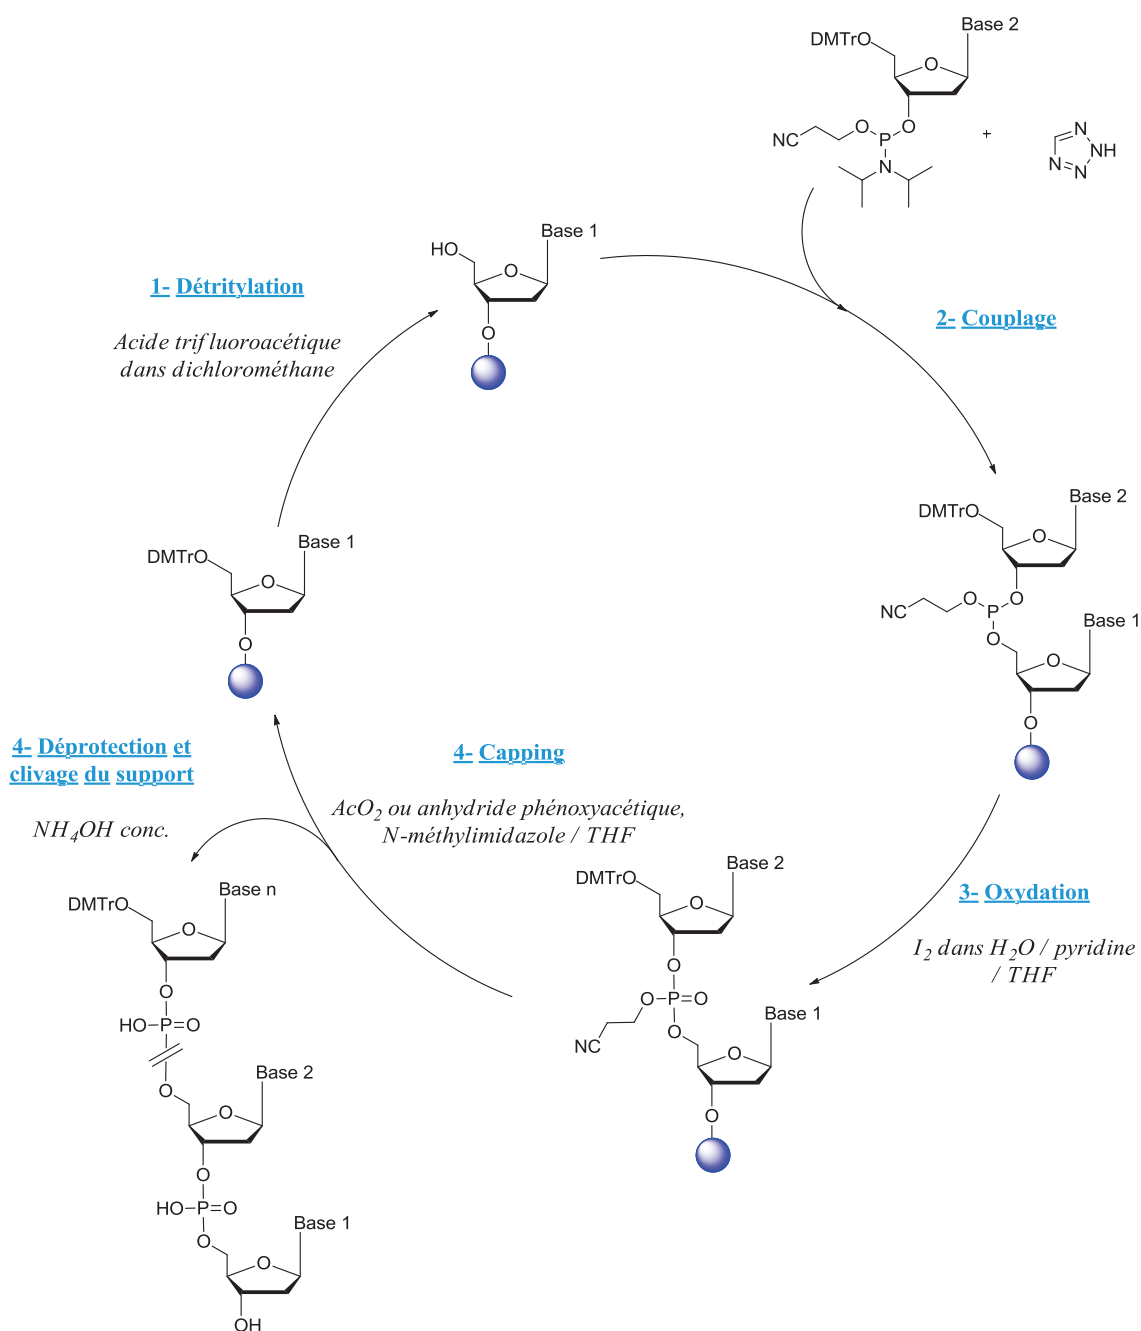 Base 2
DMTrO
O
O
O
NC
P
N
+
N
N
NH
N
Base 1
HO
O
O
1- Détritylation
Acide trifluoroacétique
dans dichlorométhane
2- Couplage
Base 2
DMTrO
O
O
O
NC
P
O
Base 1
O
O
Base 1
DMTrO
O
O
4- Déprotection et
clivage du support
NH4OH conc.
4- Capping
AcO2 ou anhydride phénoxyacétique,
N-méthylimidazole / THF
3- Oxydation
I2 dans H2O / pyridine
/ THF
Base 2
DMTrO
O
O
O-P=O
NC
O
Base 1
O
O
Base n
DMTrO
O
O
HO-P=O
O
Base 2
O
O
HO-P=O
O
Base 1
O
OH